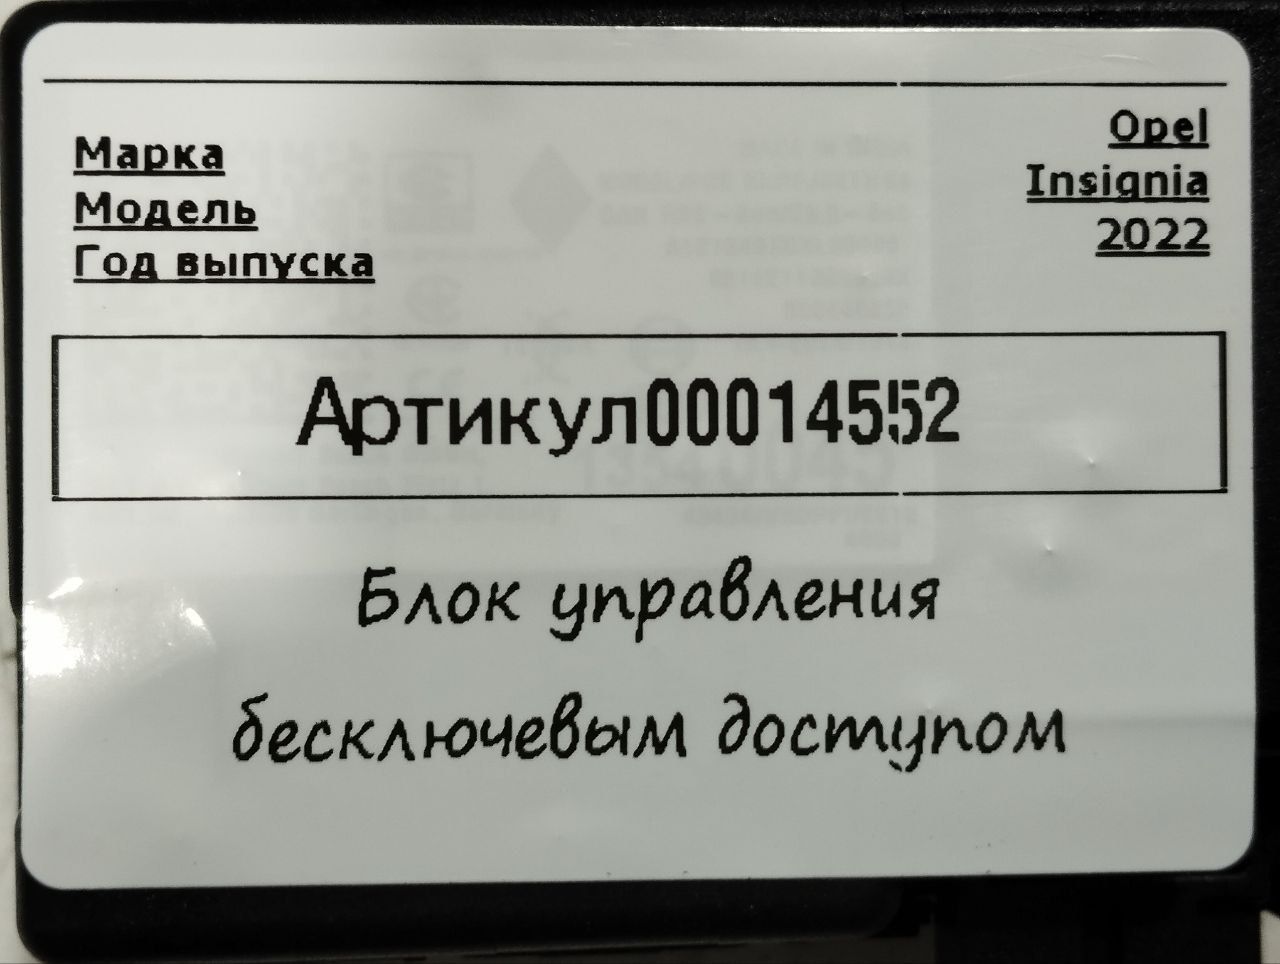 Марка Opel
Модель Insignia
Год выпуска 2022
Артикул00014552
Блок управления
бесключевым доступом